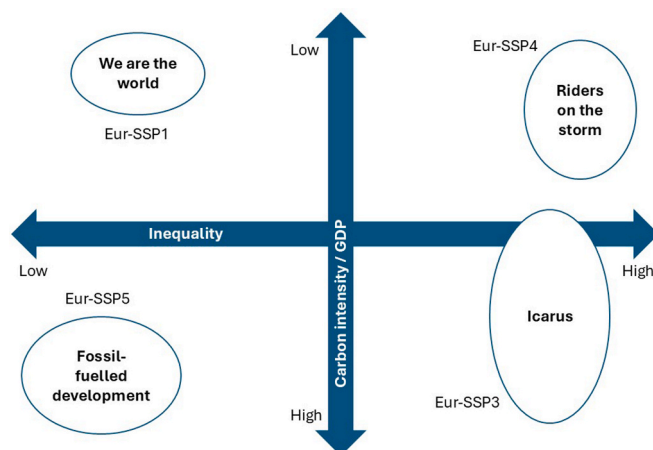 We are the
world
Eur-SSP1
Low
Eur-SSP4
Riders
on the
storm
Inequality
Low
High
Carbon intensity / GDP
Eur-SSP5
Fossil-
fuelled
development
Icarus
Eur-SSP3
High